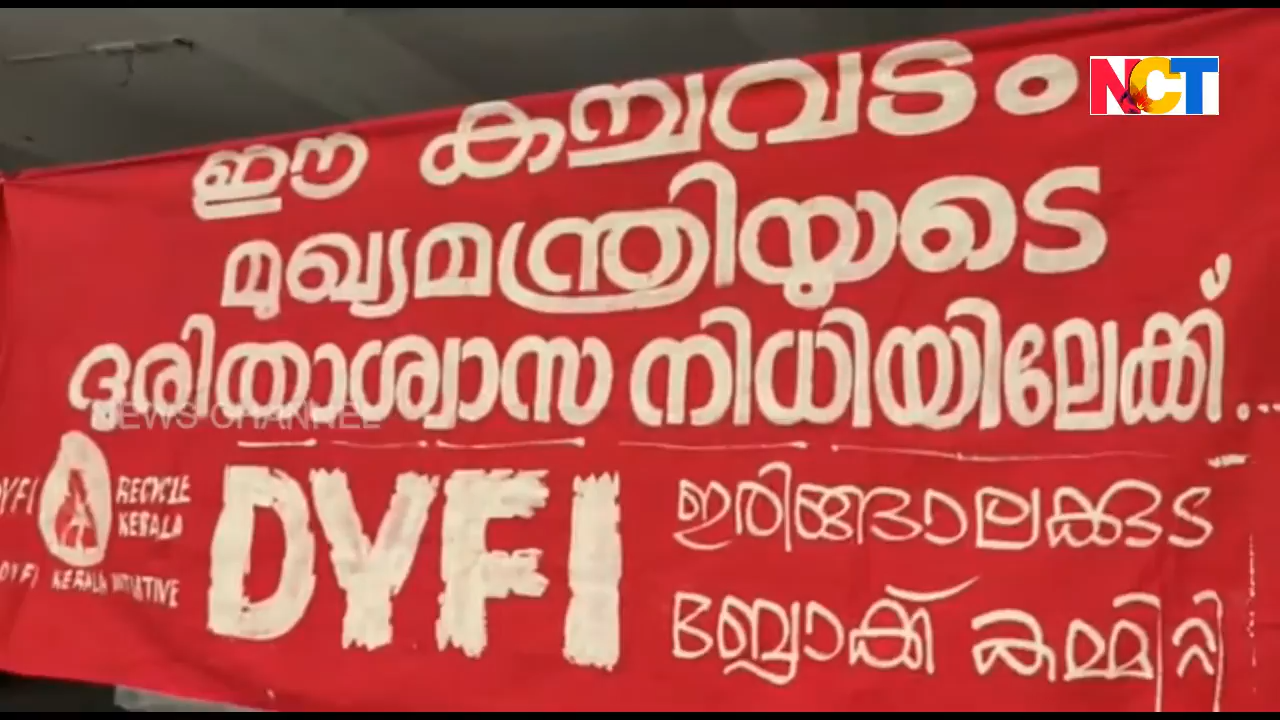 NCT
ഈ കച്ചവടം
മുഖ്യമന്ത്രിയുടെ
ദുരിതാശ്വാസ നിധിയിലേക്ക്...
NEWS CHANNEL
DYFI RECYCLE
KERALA
DYFI KERALA INITIATIVE
DYFI
ഇരിങ്ങാലക്കുട
ബ്ലോക്ക് കമ്മിറ്റി